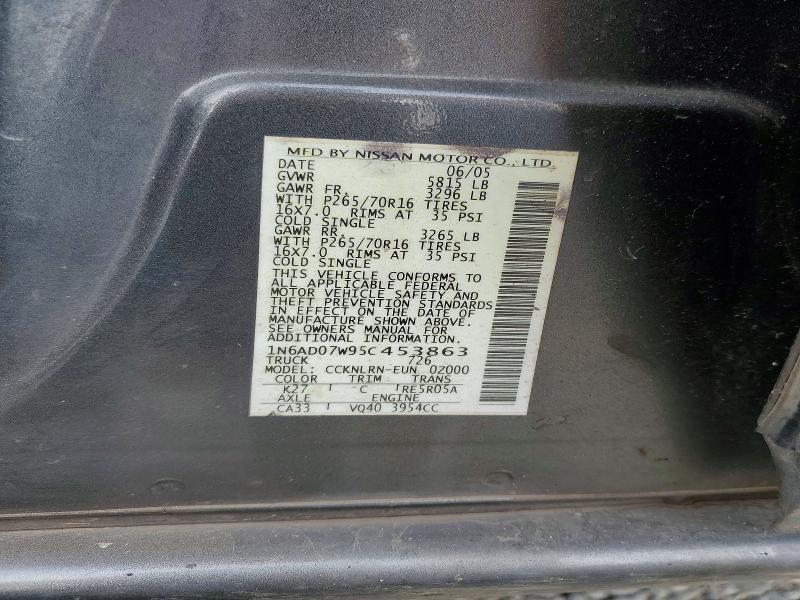 MFD BY NISSAN MOTOR CO., LTD.
DATE 06/05
GVWR 5815 LB
GAWR FR. 3296 LB
WITH P265/70R16 TIRES
16X7.0 RIMS AT 35 PSI
COLD SINGLE
GAWR RR. 3265 LB
WITH P265/70R16 TIRES
16X7.0 RIMS AT 35 PSI
COLD SINGLE
THIS VEHICLE CONFORMS TO
ALL APPLICABLE FEDERAL
MOTOR VEHICLE SAFETY AND
THEFT PREVENTION STANDARDS
IN EFFECT ON THE DATE OF
MANUFACTURE SHOWN ABOVE.
SEE OWNERS MANUAL FOR
ADDITIONAL INFORMATION.
1N6AD07W95C453863
TRUCK 726
MODEL: CCKNLRN-EUN 0Z000
COLOR TRIM TRANS
K27 C RE5R05A
AXLE ENGINE
CA33 VQ40 3954CC